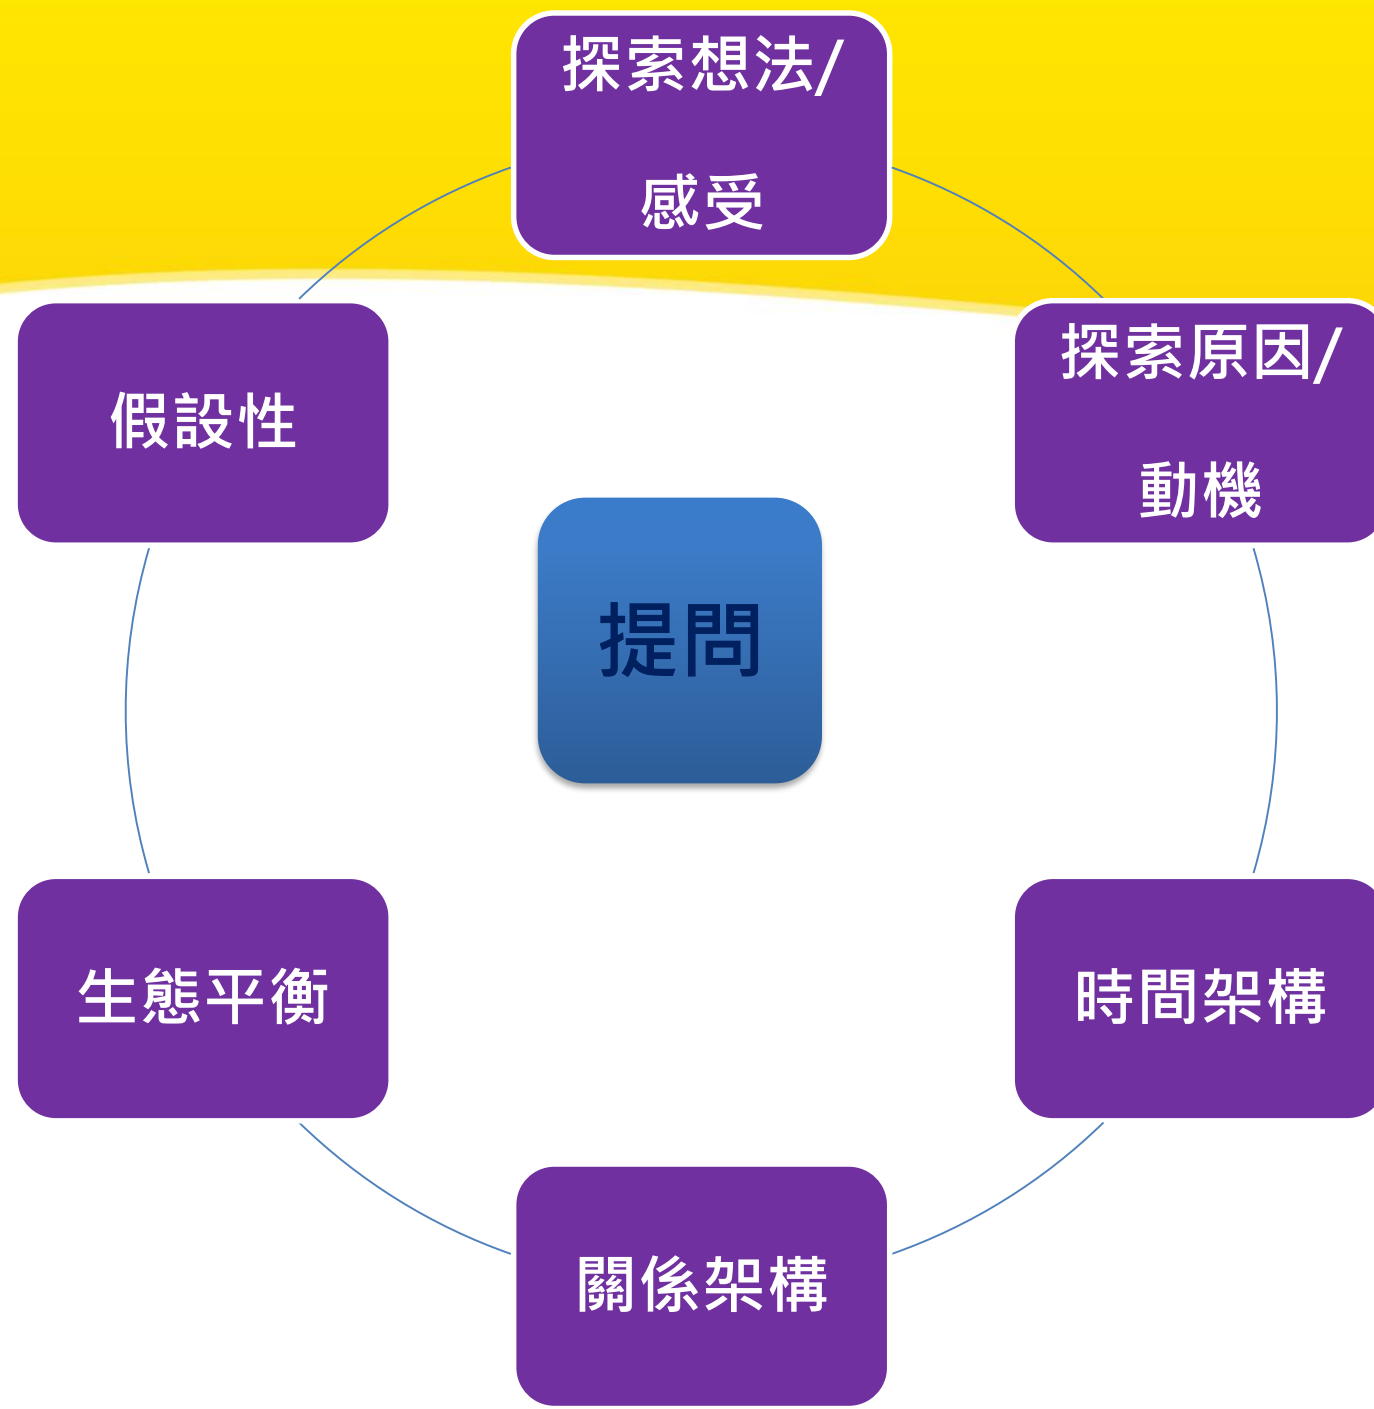 探索想法/
感受
探索原因/
動機
假設性
提問
生態平衡
時間架構
關係架構